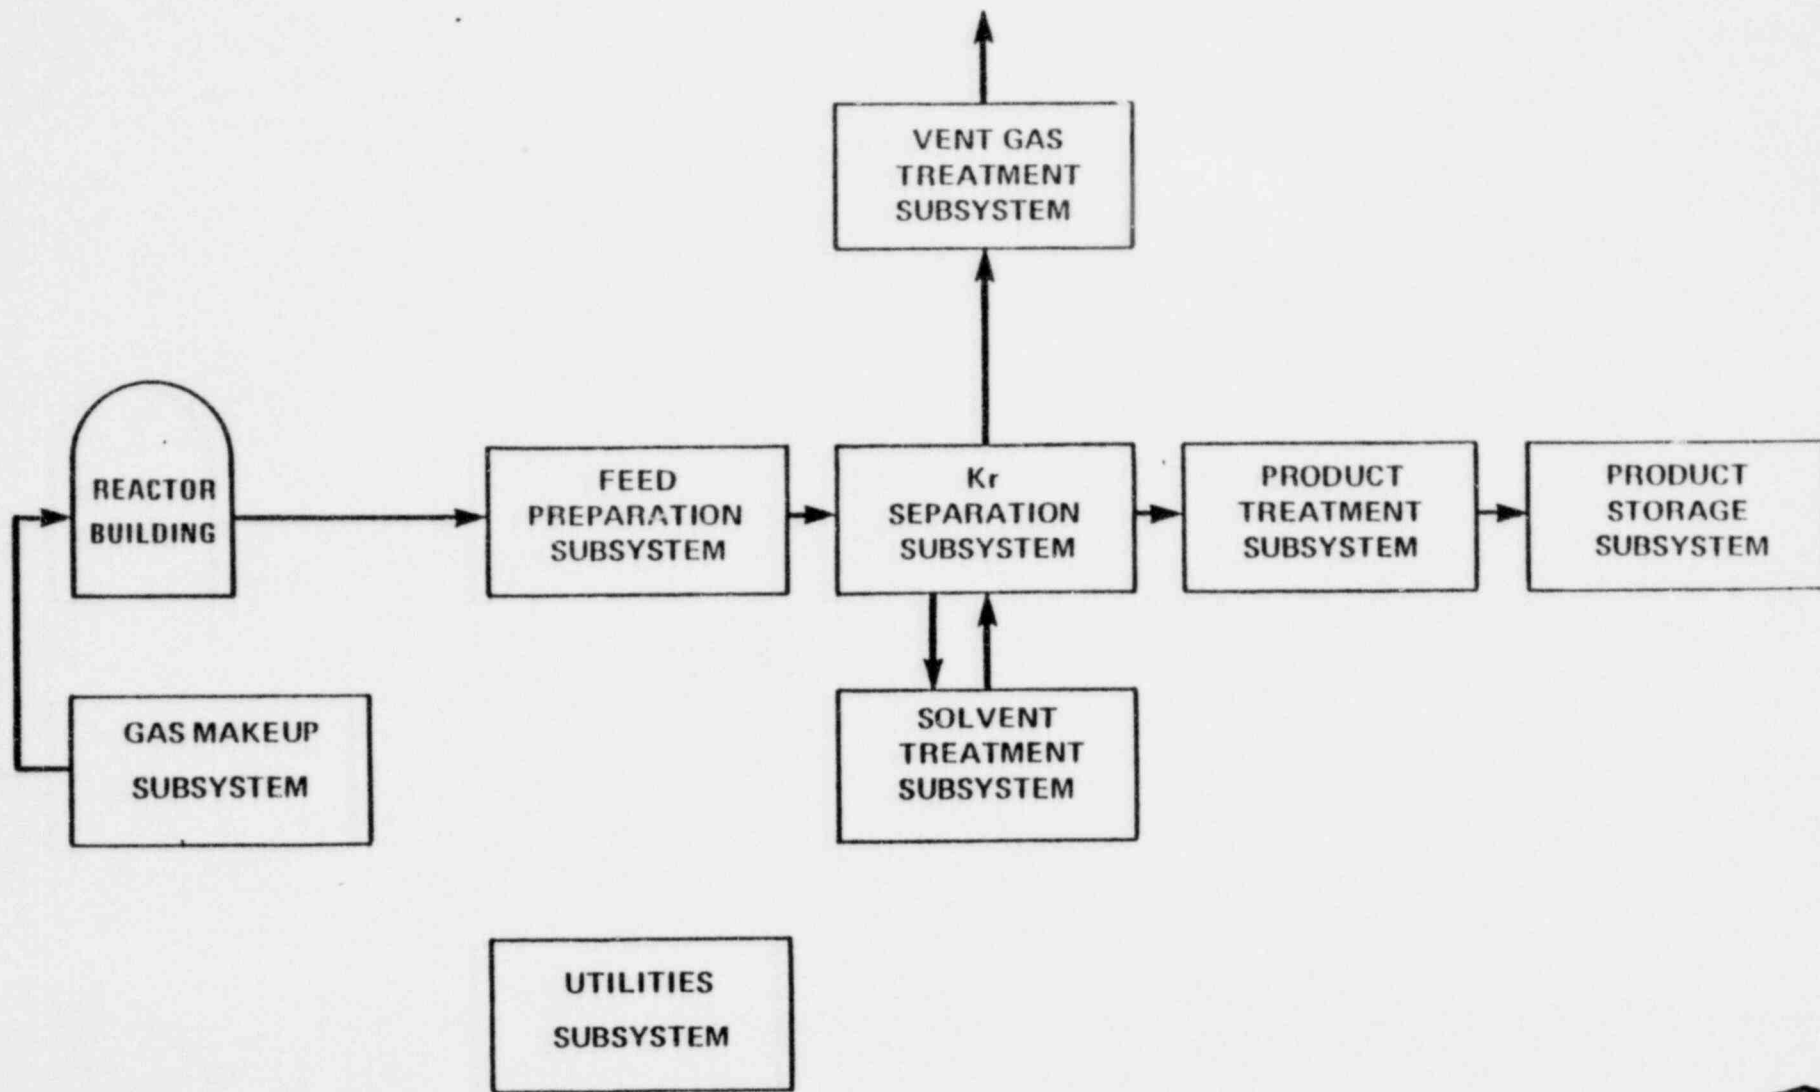 VENT GAS
TREATMENT
SUBSYSTEM
REACTOR
BUILDING
FEED
PREPARATION
SUBSYSTEM
Kr
SEPARATION
SUBSYSTEM
PRODUCT
TREATMENT
SUBSYSTEM
PRODUCT
STORAGE
SUBSYSTEM
GAS MAKEUP
SUBSYSTEM
SOLVENT
TREATMENT
SUBSYSTEM
UTILITIES
SUBSYSTEM